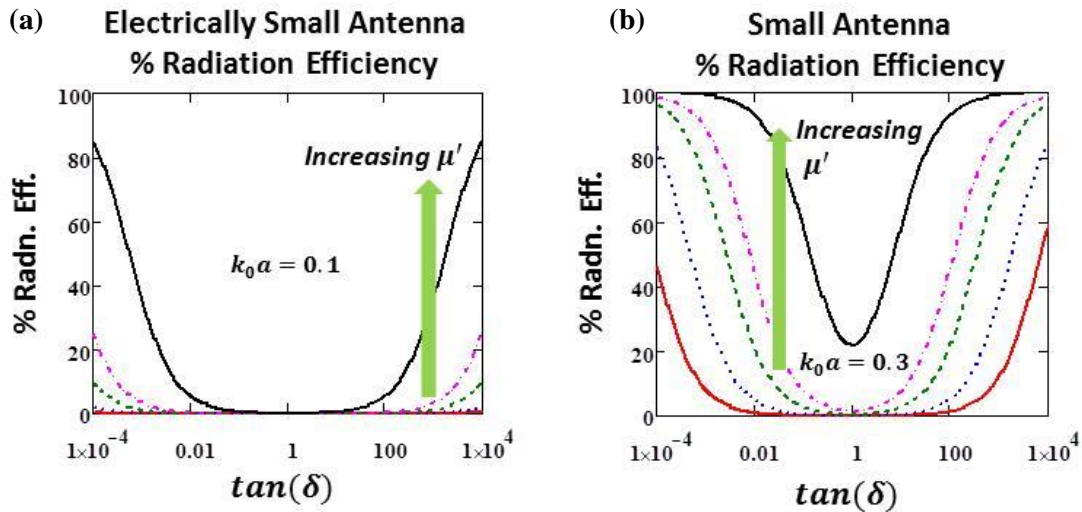 (a)
Electrically Small Antenna
% Radiation Efficiency
% Radn. Eff.
100
80
60
40
20
0
Increasing μ′
k₀a = 0.1
1×10⁻⁴
0.01
1
100
1×10⁴
tan(δ)
(b)
Small Antenna
% Radiation Efficiency
% Radn. Eff.
100
80
60
40
20
0
Increasing
μ′
k₀a = 0.3
1×10⁻⁴
0.01
1
100
1×10⁴
tan(δ)